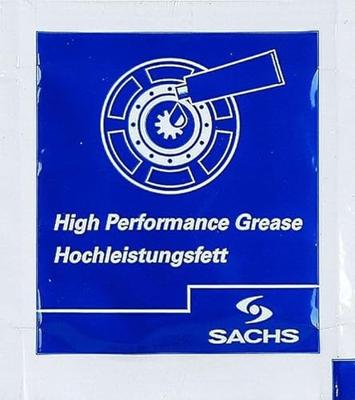 High Performance Grease
Hochleistungsfett
SACHS